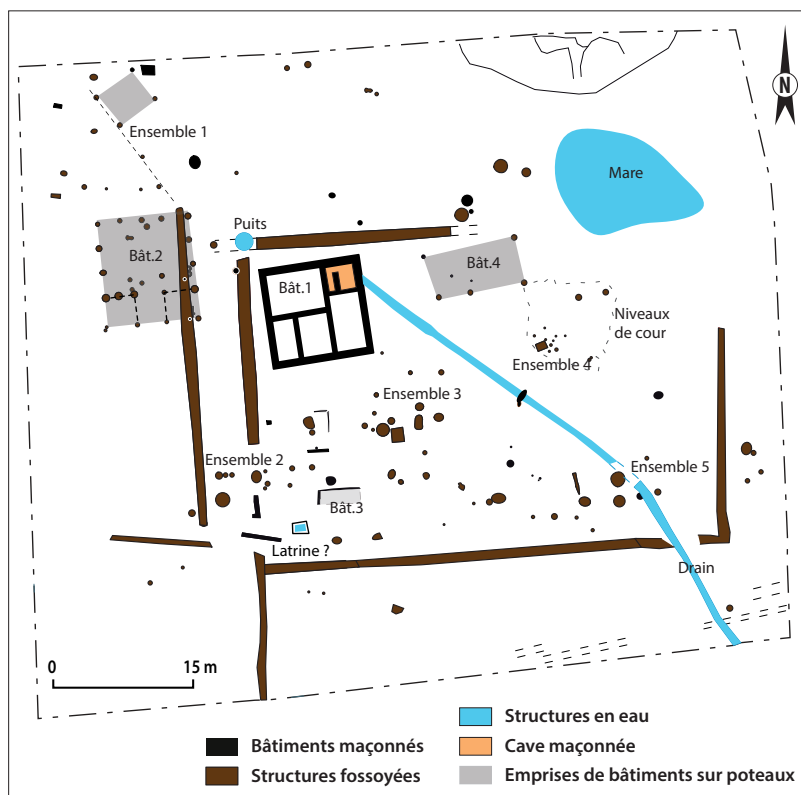 N
Ensemble 1
Mare
Puits
Bât.2
Bât.1
Bât.4
Niveaux
de cour
Ensemble 4
Ensemble 3
Ensemble 2
Ensemble 5
Bât.3
Latrine ?
Drain
0
15 m
Structures en eau
Bâtiments maçonnés
Cave maçonnée
Structures fossoyées
Emprises de bâtiments sur poteaux